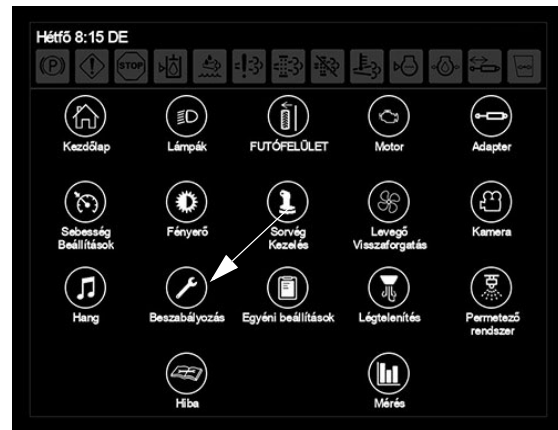 Hétfő 8:15 DE
STOP
Kezdőlap
Lámpák
FUTÓFELÜLET
Motor
Adapter
Sebesség
Beállítások
Fényerő
Sorvég
Kezelés
Levegő
Visszaforgatás
Kamera
Hang
Beszabályozás
Egyéni beállítások
Légtelenítés
Permetező
rendszer
Hiba
Mérés